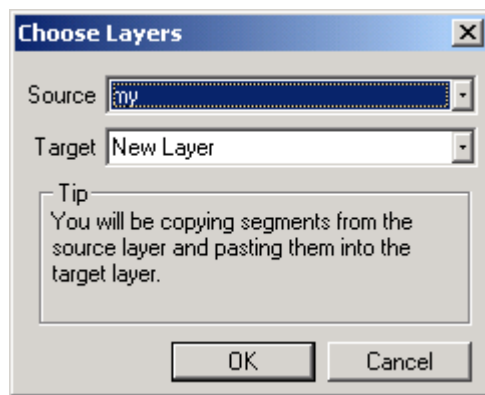 Choose Layers
Source my
Target New Layer
Tip
You will be copying segments from the
source layer and pasting them into the
target layer.
OK Cancel